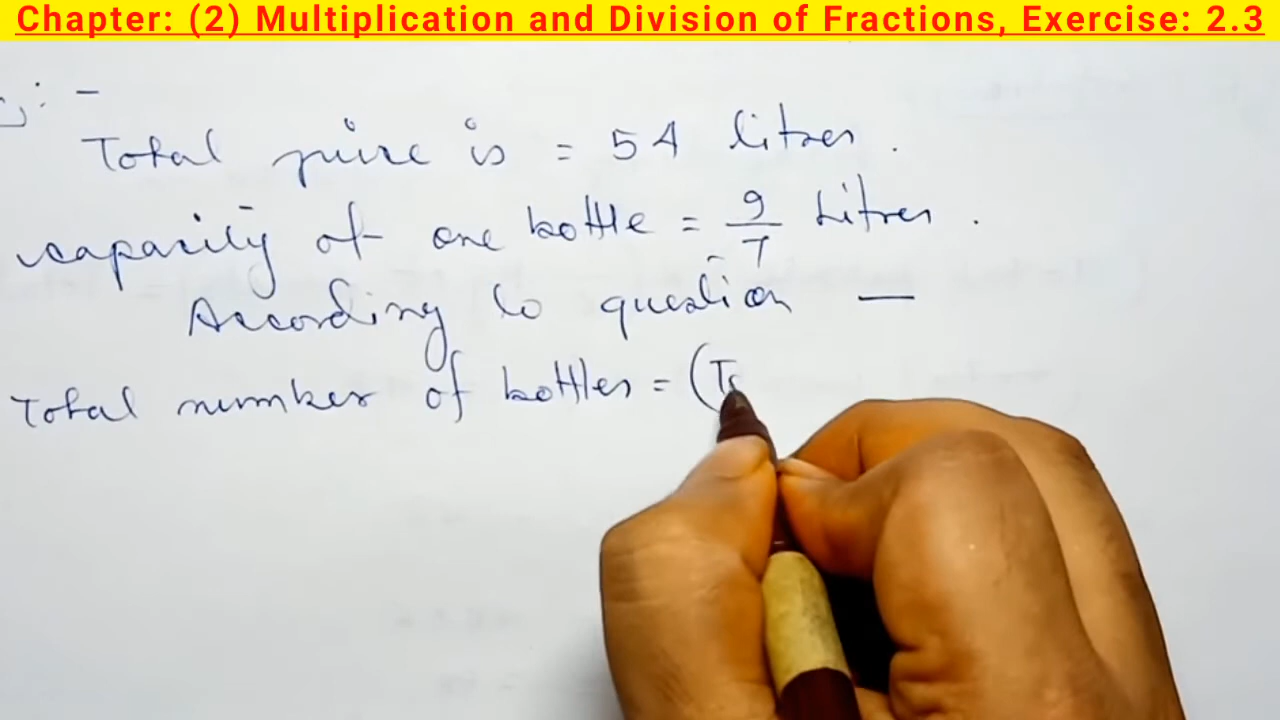 Chapter: (2) Multiplication and Division of Fractions, Exercise: 2.3
Total juice is = 54 litres.
capacity of one bottle = 9/7 Litres.
According to question —
Total number of bottles = (To